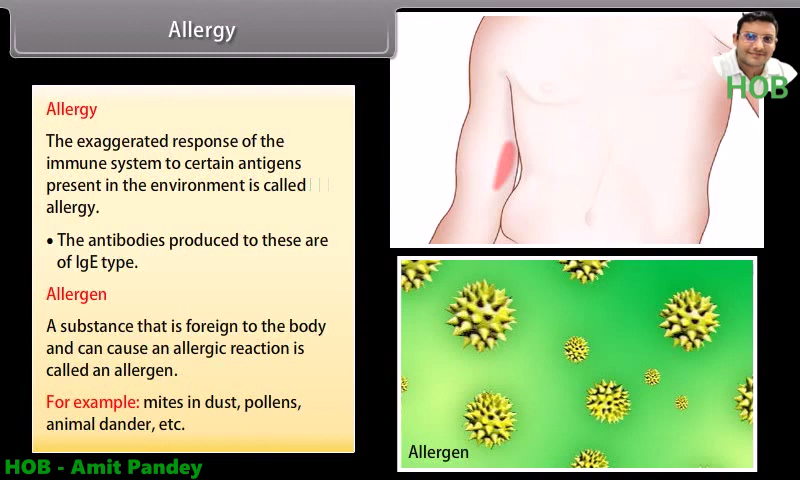 Allergy
HOB
Allergy
The exaggerated response of the
immune system to certain antigens
present in the environment is called
allergy.
• The antibodies produced to these are
of IgE type.
Allergen
A substance that is foreign to the body
and can cause an allergic reaction is
called an allergen.
For example: mites in dust, pollens,
animal dander, etc.
Allergen
HOB - Amit Pandey